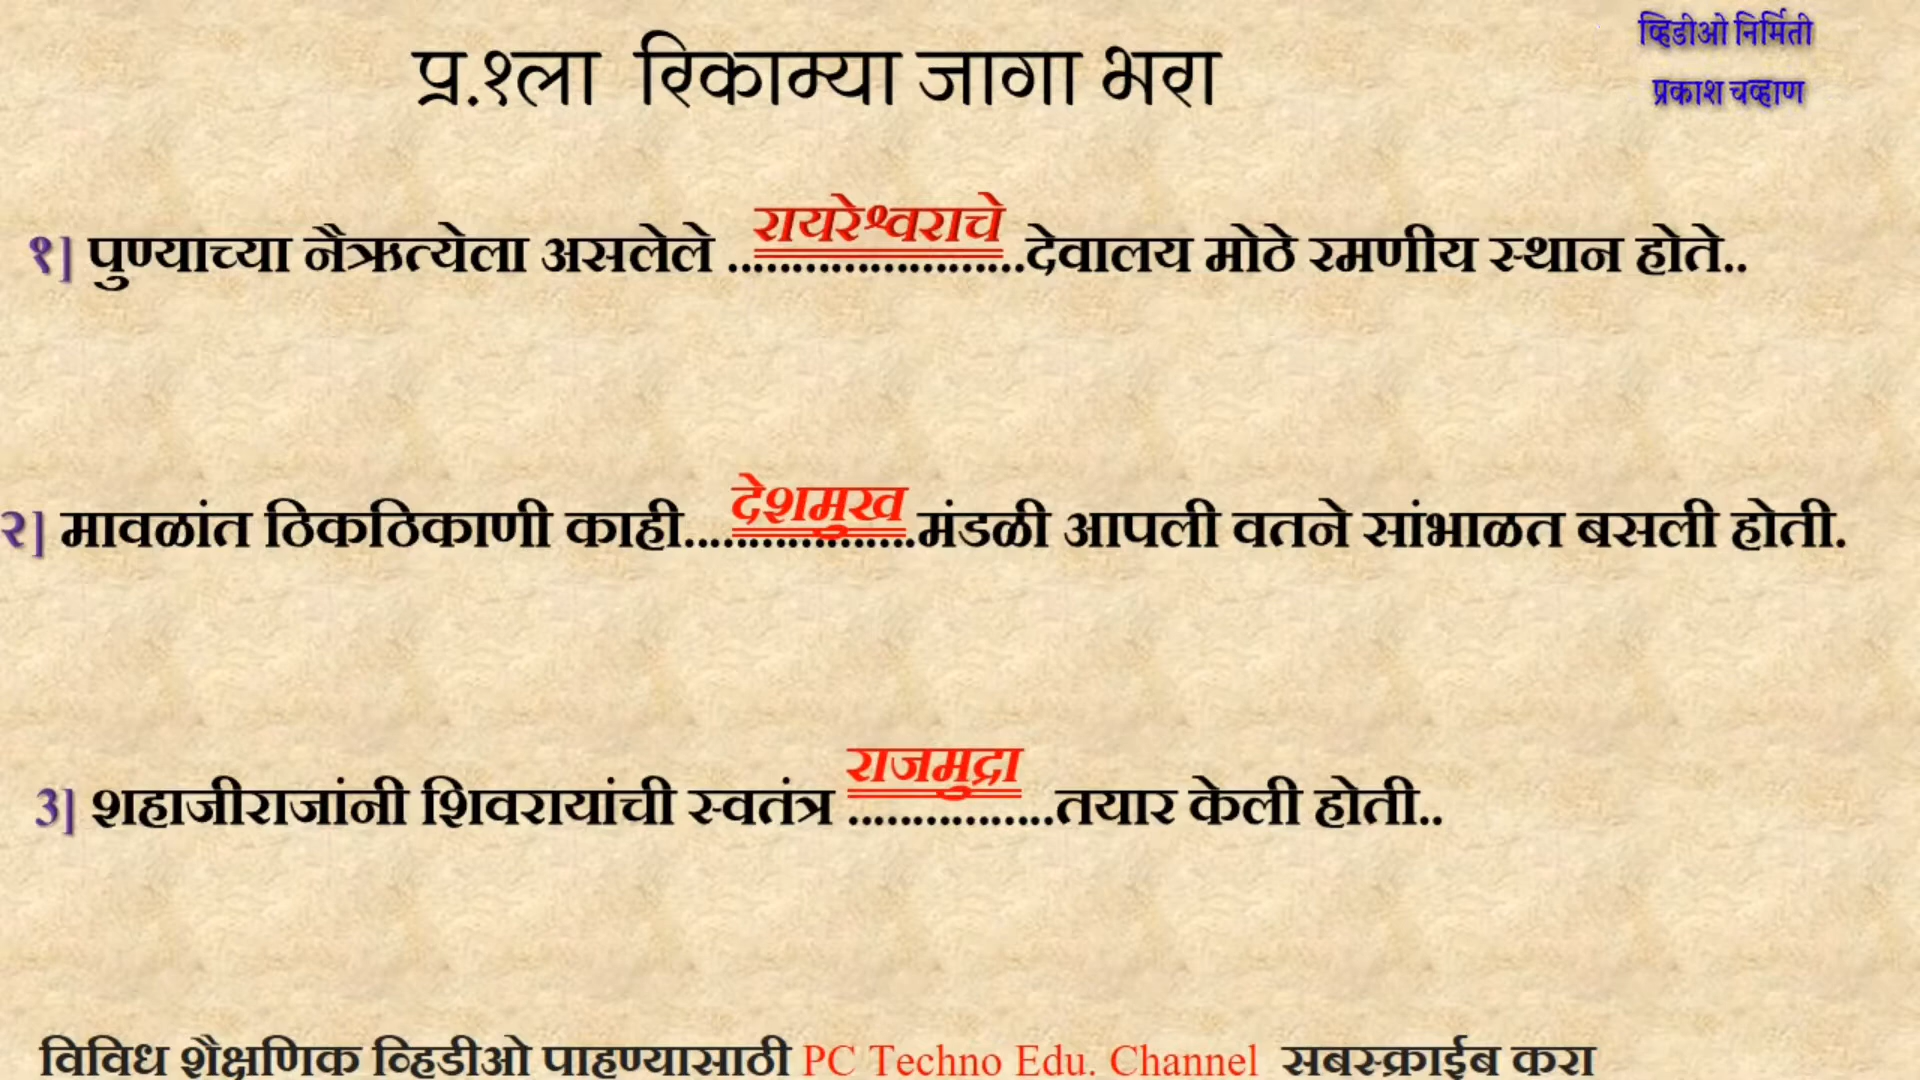 प्र.१ला रिकाम्या जागा भरा
व्हिडीओ निर्मिती
प्रकाश चव्हाण
१] पुण्याच्या नैऋत्येला असलेले .......रायरेश्वराचे.......देवालय मोठे रमणीय स्थान होते..
२] मावळांत ठिकठिकाणी काही.......देशमुख.......मंडळी आपली वतने सांभाळत बसली होती.
3] शहाजीराजांनी शिवरायांची स्वतंत्र .......राजमुद्रा.......तयार केली होती..
विविध शैक्षणिक व्हिडीओ पाहण्यासाठी PC Techno Edu. Channel सबस्क्राईब करा